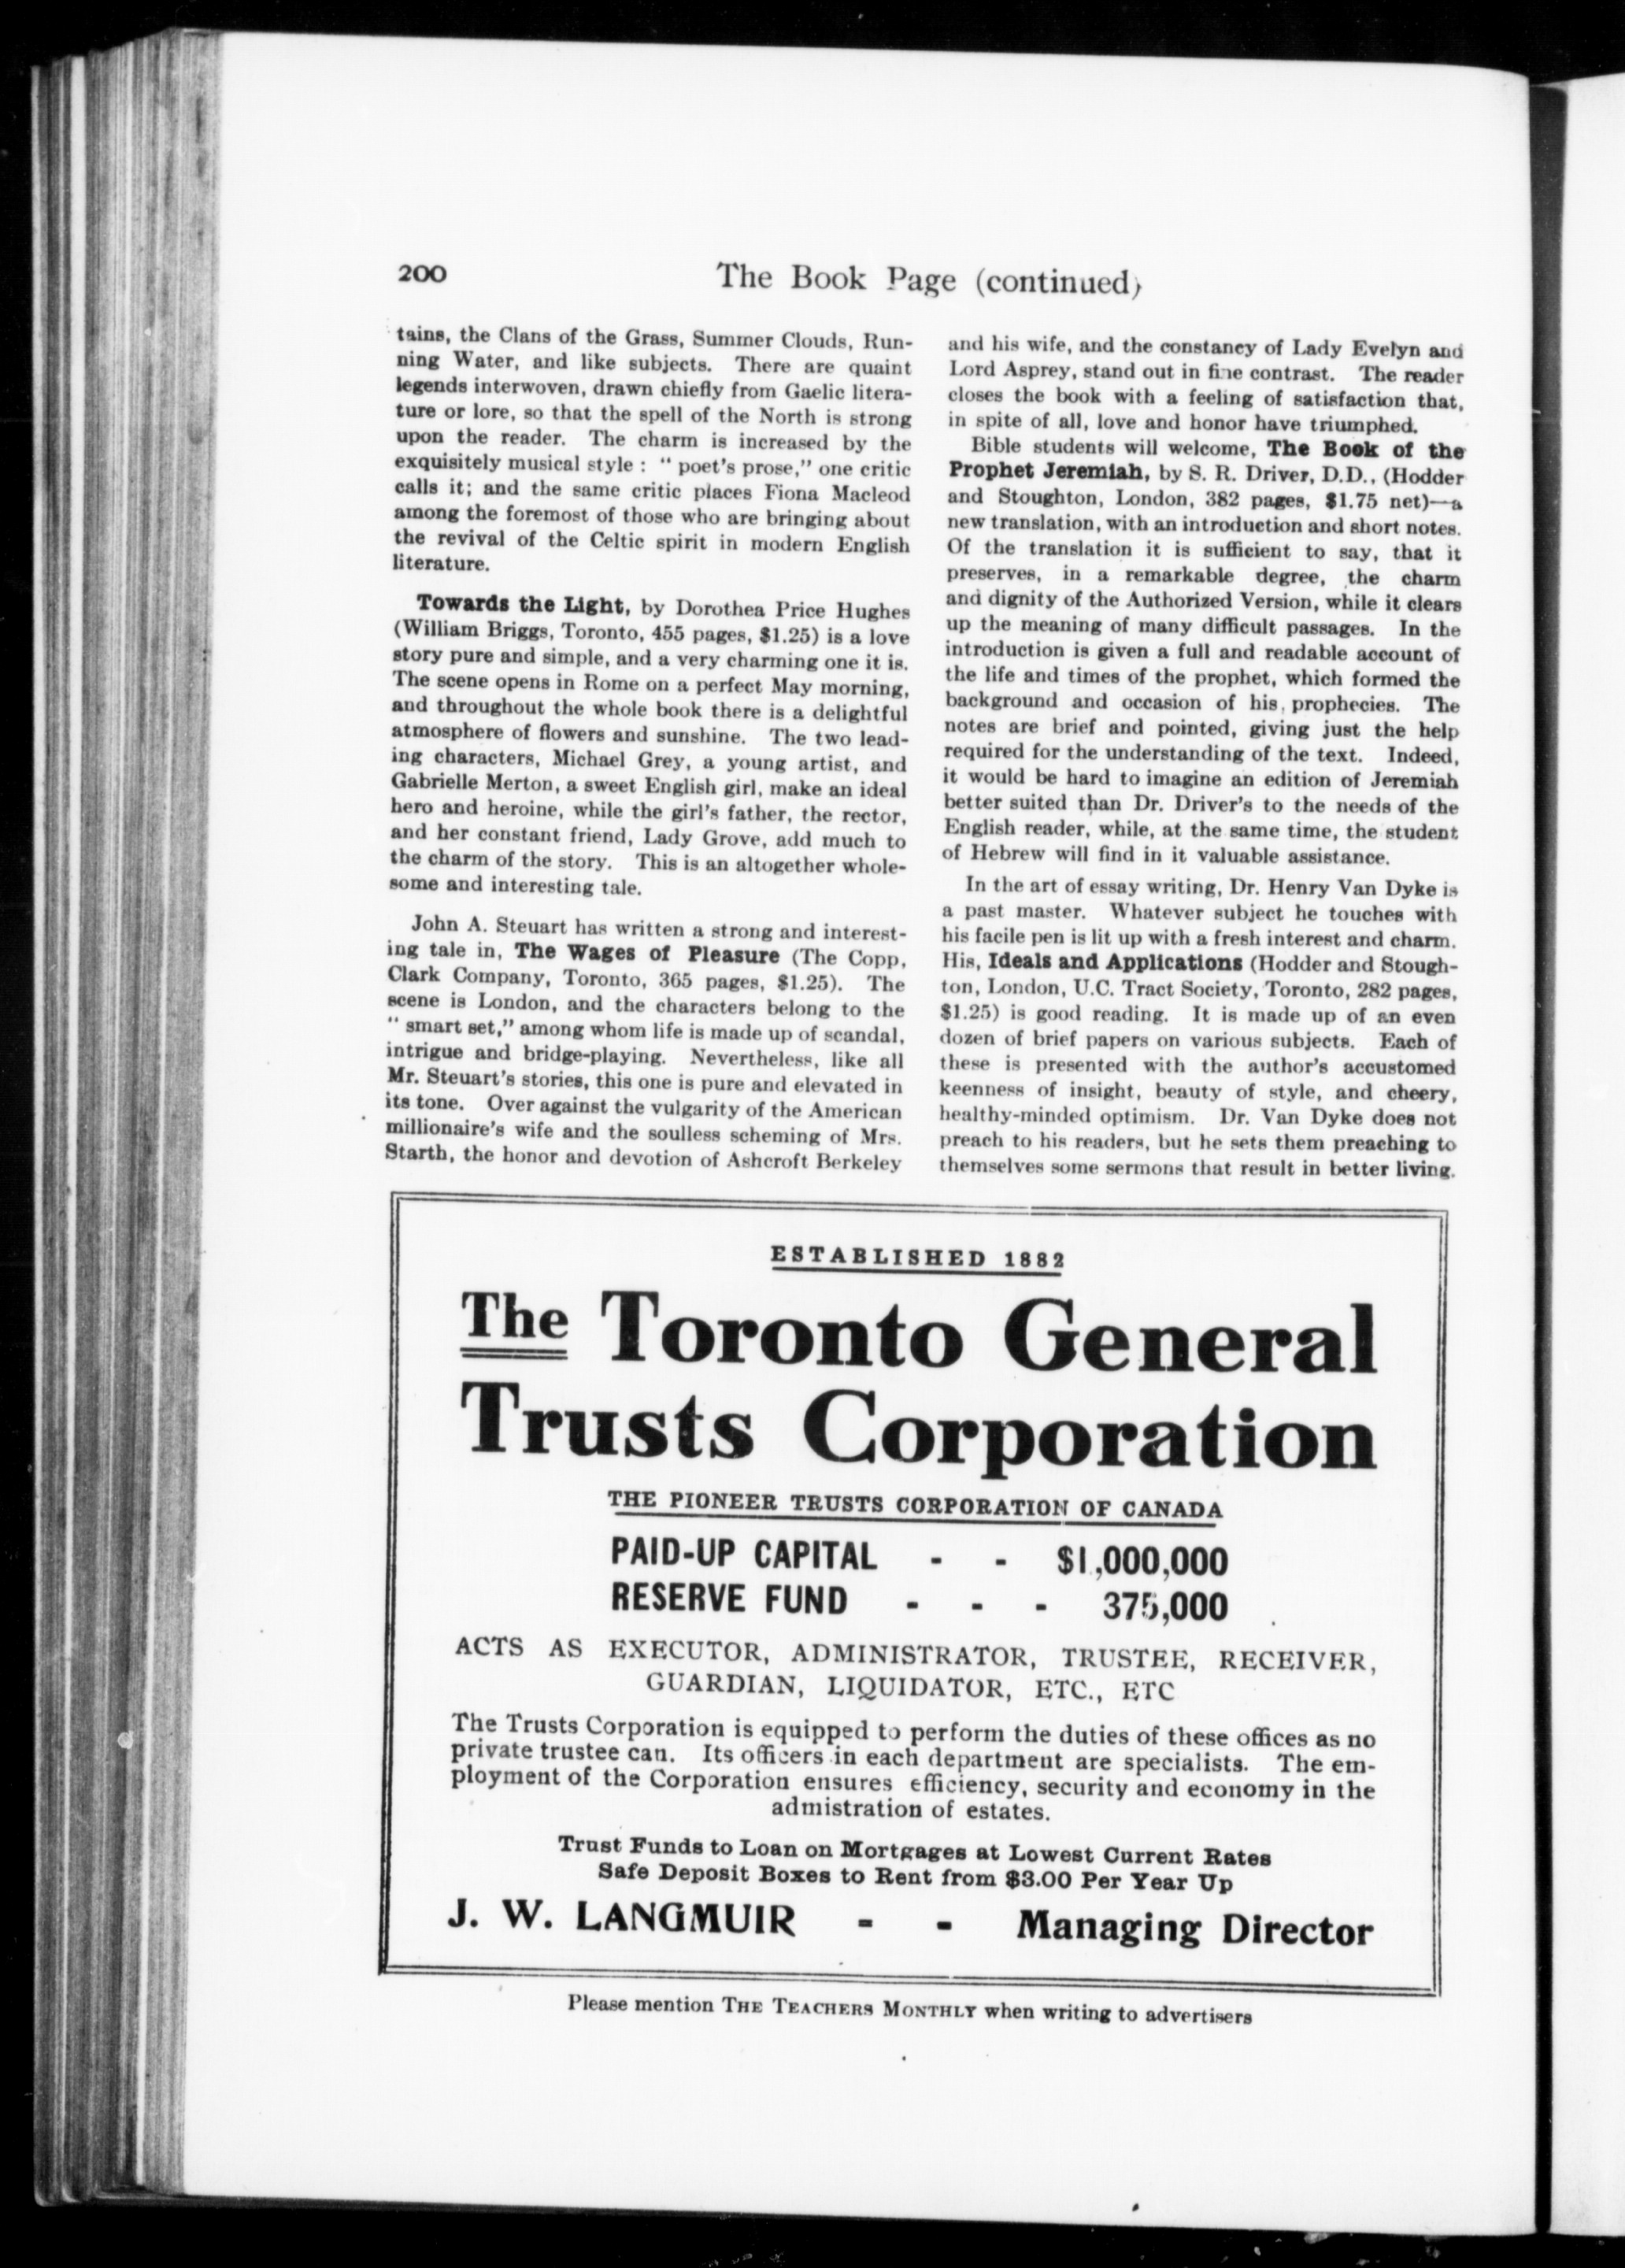 200
The Book Page (continued)
tains, the Clans of the Grass, Summer Clouds, Run-
ning Water, and like subjects. There are quaint
legends interwoven, drawn chiefly from Gaelic litera-
ture or lore, so that the spell of the North is strong
upon the reader. The charm is increased by the
exquisitely musical style : " poet's prose," one critic
calls it; and the same critic places Fiona Macleod
among the foremost of those who are bringing about
the revival of the Celtic spirit in modern English
literature.
Towards the Light, by Dorothea Price Hughes
(William Briggs, Toronto, 455 pages, $1.25) is a love
story pure and simple, and a very charming one it is.
The scene opens in Rome on a perfect May morning,
and throughout the whole book there is a delightful
atmosphere of flowers and sunshine. The two lead-
ing characters, Michael Grey, a young artist, and
Gabrielle Merton, a sweet English girl, make an ideal
hero and heroine, while the girl's father, the rector,
and her constant friend, Lady Grove, add much to
the charm of the story. This is an altogether whole-
some and interesting tale.
John A. Steuart has written a strong and interest-
ing tale in, The Wages of Pleasure (The Copp,
Clark Company, Toronto, 365 pages, $1.25). The
scene is London, and the characters belong to the
" smart set," among whom life is made up of scandal,
intrigue and bridge-playing. Nevertheless, like all
Mr. Steuart's stories, this one is pure and elevated in
its tone. Over against the vulgarity of the American
millionaire's wife and the soulless scheming of Mrs.
Starth, the honor and devotion of Ashcroft Berkeley
and his wife, and the constancy of Lady Evelyn and
Lord Asprey, stand out in fine contrast. The reader
closes the book with a feeling of satisfaction that,
in spite of all, love and honor have triumphed.
Bible students will welcome, The Book of the
Prophet Jeremiah, by S. R. Driver, D.D., (Hodder
and Stoughton, London, 382 pages, $1.75 net)—a
new translation, with an introduction and short notes.
Of the translation it is sufficient to say, that it
preserves, in a remarkable degree, the charm
and dignity of the Authorized Version, while it clears
up the meaning of many difficult passages. In the
introduction is given a full and readable account of
the life and times of the prophet, which formed the
background and occasion of his prophecies. The
notes are brief and pointed, giving just the help
required for the understanding of the text. Indeed,
it would be hard to imagine an edition of Jeremiah
better suited than Dr. Driver's to the needs of the
English reader, while, at the same time, the student
of Hebrew will find in it valuable assistance.
In the art of essay writing, Dr. Henry Van Dyke is
a past master. Whatever subject he touches with
his facile pen is lit up with a fresh interest and charm.
His, Ideals and Applications (Hodder and Stough-
ton, London, U.C. Tract Society, Toronto, 282 pages,
$1.25) is good reading. It is made up of an even
dozen of brief papers on various subjects. Each of
these is presented with the author's accustomed
keenness of insight, beauty of style, and cheery,
healthy-minded optimism. Dr. Van Dyke does not
preach to his readers, but he sets them preaching to
themselves some sermons that result in better living.
ESTABLISHED 1882
The Toronto General
Trusts Corporation
THE PIONEER TRUSTS CORPORATION OF CANADA
PAID-UP CAPITAL - - $1,000,000
RESERVE FUND - - - 375,000
ACTS AS EXECUTOR, ADMINISTRATOR, TRUSTEE, RECEIVER,
GUARDIAN, LIQUIDATOR, ETC., ETC
The Trusts Corporation is equipped to perform the duties of these offices as no
private trustee can. Its officers in each department are specialists. The em-
ployment of the Corporation ensures efficiency, security and economy in the
admistration of estates.
Trust Funds to Loan on Mortgages at Lowest Current Rates
Safe Deposit Boxes to Rent from $3.00 Per Year Up
J. W. LANGMUIR - - Managing Director
Please mention THE TEACHERS MONTHLY when writing to advertisers